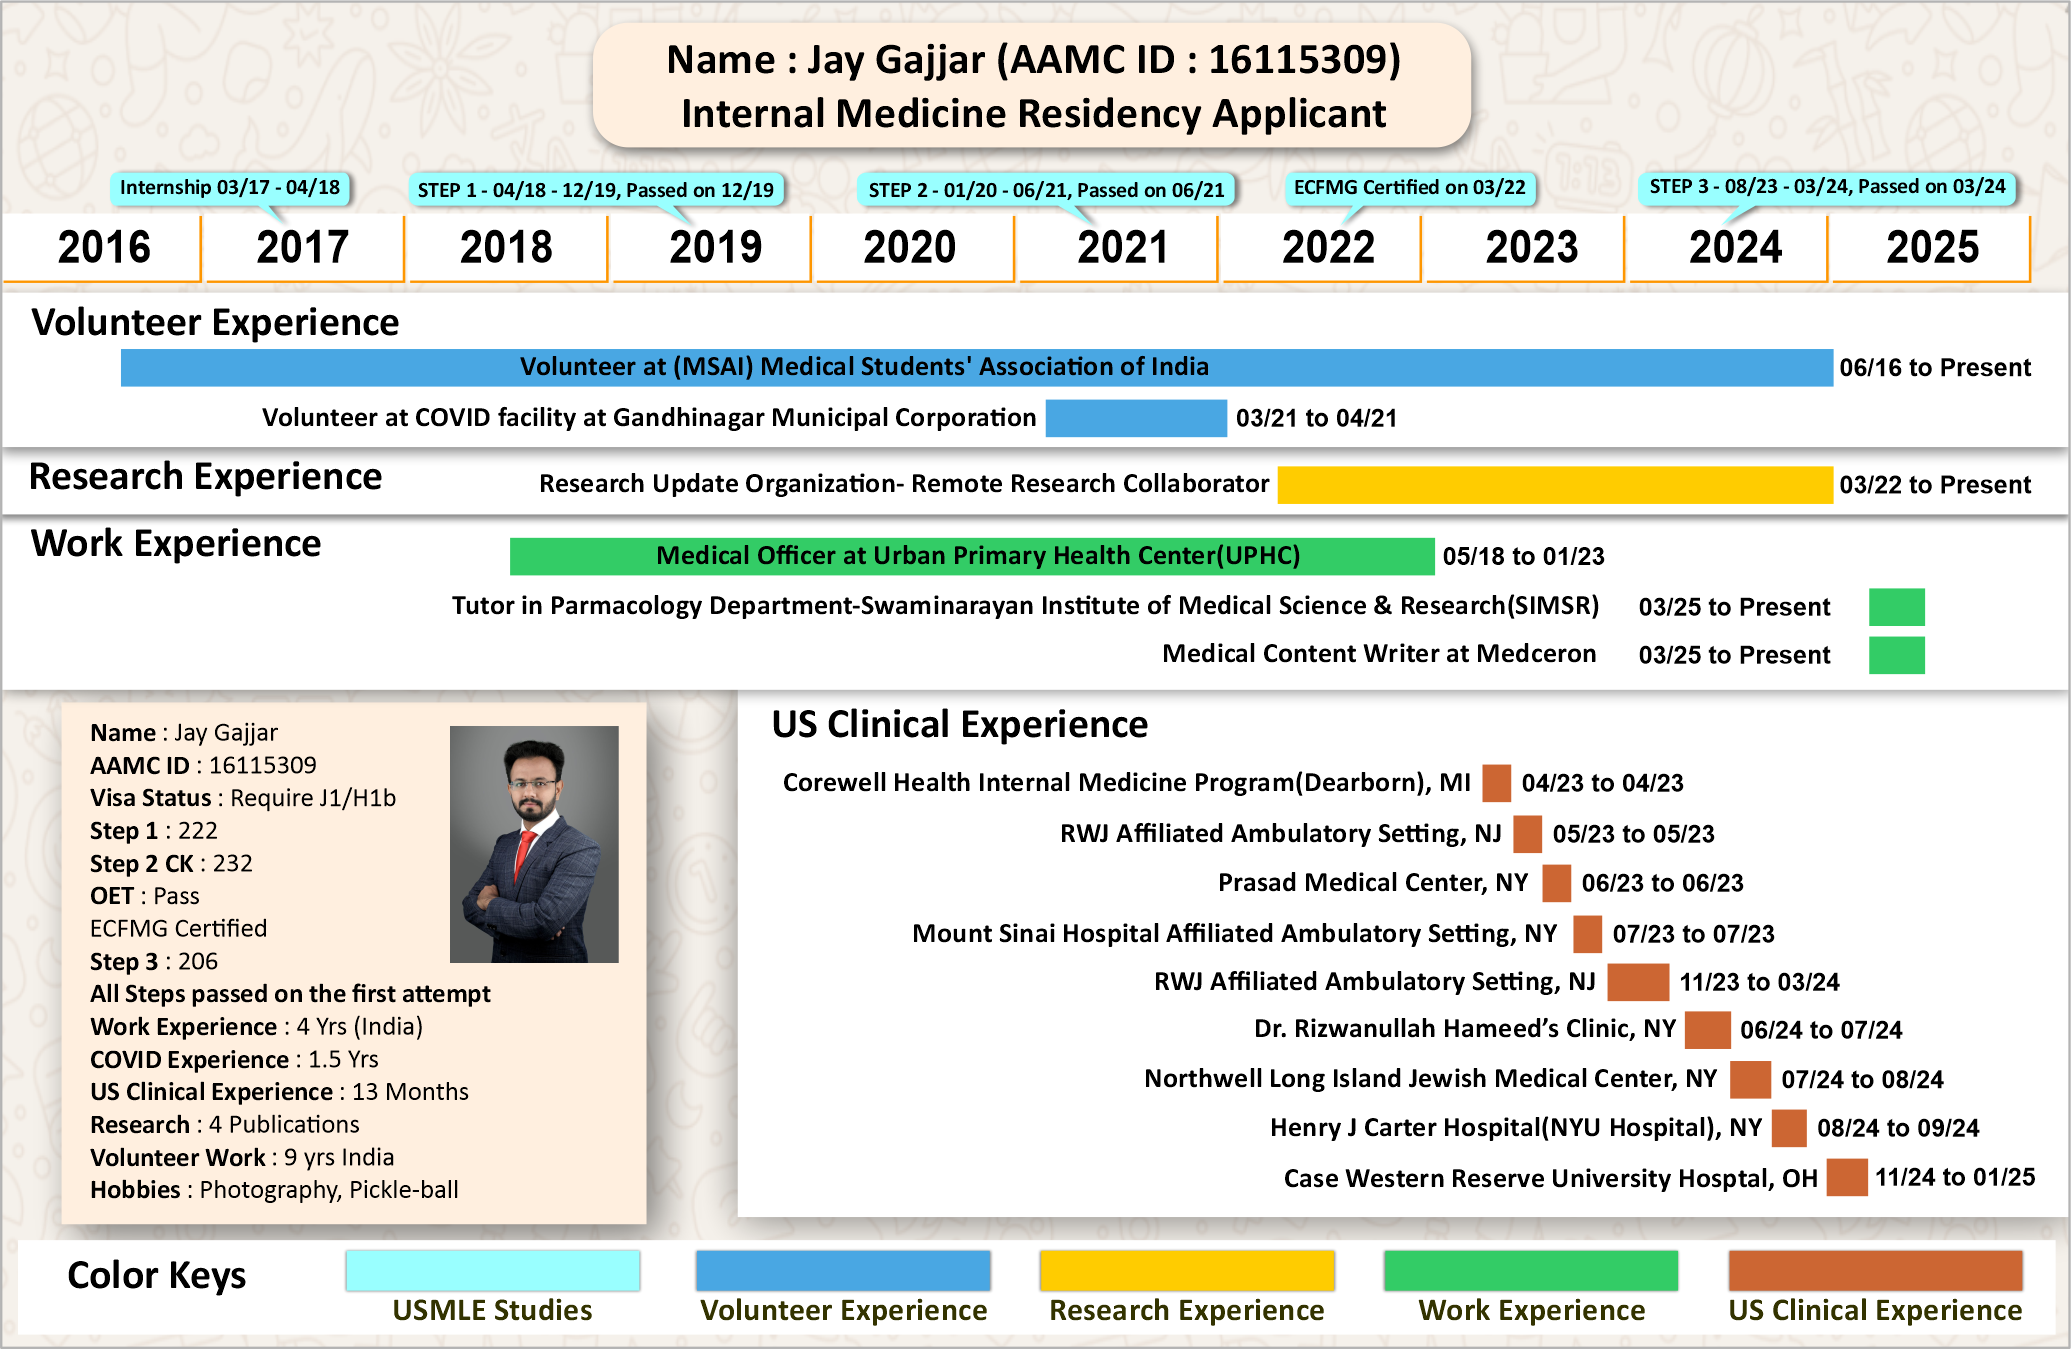 Name : Jay Gajjar (AAMC ID : 16115309)
Internal Medicine Residency Applicant
Internship 03/17 - 04/18
STEP 1 - 04/18 - 12/19, Passed on 12/19
STEP 2 - 01/20 - 06/21, Passed on 06/21
ECFMG Certified on 03/22
STEP 3 - 08/23 - 03/24, Passed on 03/24
2016 2017 2018 2019 2020 2021 2022 2023 2024 2025
Volunteer Experience
Volunteer at (MSAI) Medical Students' Association of India 06/16 to Present
Volunteer at COVID facility at Gandhinagar Municipal Corporation 03/21 to 04/21
Research Experience
Research Update Organization- Remote Research Collaborator 03/22 to Present
Work Experience
Medical Officer at Urban Primary Health Center(UPHC) 05/18 to 01/23
Tutor in Parmacology Department-Swaminarayan Institute of Medical Science & Research(SIMSR) 03/25 to Present
Medical Content Writer at Medceron 03/25 to Present
Name : Jay Gajjar
AAMC ID : 16115309
Visa Status : Require J1/H1b
Step 1 : 222
Step 2 CK : 232
OET : Pass
ECFMG Certified
Step 3 : 206
All Steps passed on the first attempt
Work Experience : 4 Yrs (India)
COVID Experience : 1.5 Yrs
US Clinical Experience : 13 Months
Research : 4 Publications
Volunteer Work : 9 yrs India
Hobbies : Photography, Pickle-ball
US Clinical Experience
Corewell Health Internal Medicine Program(Dearborn), MI 04/23 to 04/23
RWJ Affiliated Ambulatory Setting, NJ 05/23 to 05/23
Prasad Medical Center, NY 06/23 to 06/23
Mount Sinai Hospital Affiliated Ambulatory Setting, NY 07/23 to 07/23
RWJ Affiliated Ambulatory Setting, NJ 11/23 to 03/24
Dr. Rizwanullah Hameed’s Clinic, NY 06/24 to 07/24
Northwell Long Island Jewish Medical Center, NY 07/24 to 08/24
Henry J Carter Hospital(NYU Hospital), NY 08/24 to 09/24
Case Western Reserve University Hosptal, OH 11/24 to 01/25
Color Keys
USMLE Studies
Volunteer Experience
Research Experience
Work Experience
US Clinical Experience